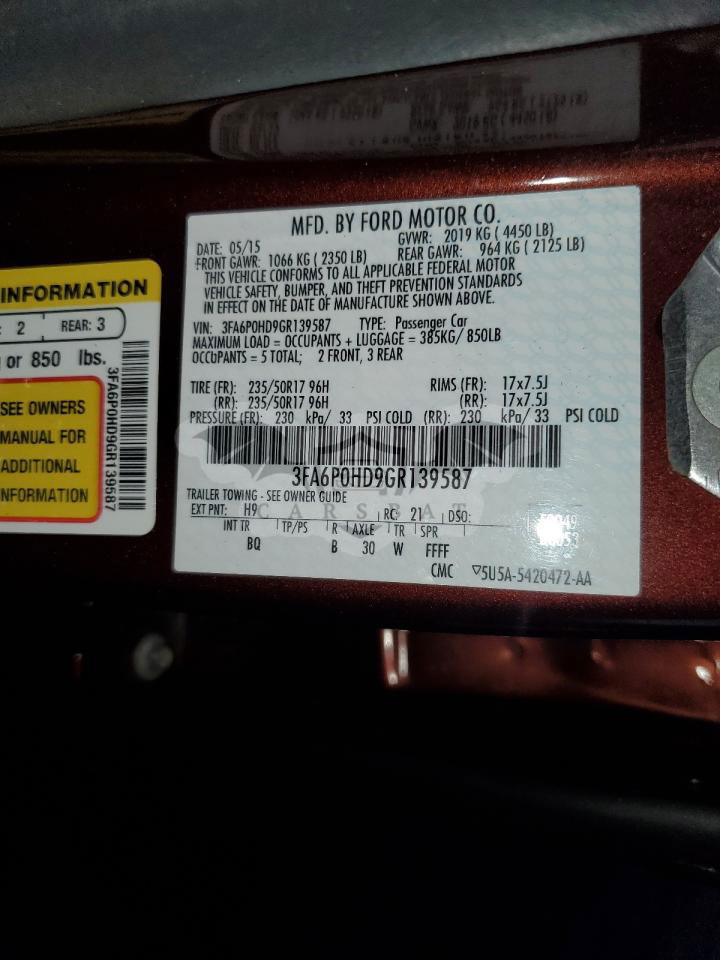 MFD. BY FORD MOTOR CO.
DATE: 05/15 GVWR: 2019 KG ( 4450 LB)
FRONT GAWR: 1066 KG ( 2350 LB) REAR GAWR: 964 KG ( 2125 LB)
THIS VEHICLE CONFORMS TO ALL APPLICABLE FEDERAL MOTOR
VEHICLE SAFETY, BUMPER, AND THEFT PREVENTION STANDARDS
IN EFFECT ON THE DATE OF MANUFACTURE SHOWN ABOVE.
VIN: 3FA6P0HD9GR139587 TYPE: Passenger Car
MAXIMUM LOAD = OCCUPANTS + LUGGAGE = 385KG/ 850LB
OCCUPANTS = 5 TOTAL; 2 FRONT, 3 REAR
TIRE (FR): 235/50R17 96H RIMS (FR): 17x7.5J
(RR): 235/50R17 96H (RR): 17x7.5J
PRESSURE (FR): 230 kPa/ 33 PSI COLD (RR): 230 kPa/ 33 PSI COLD
3FA6P0HD9GR139587
TRAILER TOWING - SEE OWNER GUIDE
CARSBAT
EXT PNT: H9 RC: 21 DSO:
INT TR TP/PS R AXLE TR SPR
BQ B 30 W FFFF
CMC ▽5U5A-5420472-AA
INFORMATION
: 2 REAR: 3
or 850 lbs.
SEE OWNERS
MANUAL FOR
ADDITIONAL
INFORMATION
3FA6P0HD9GR139587